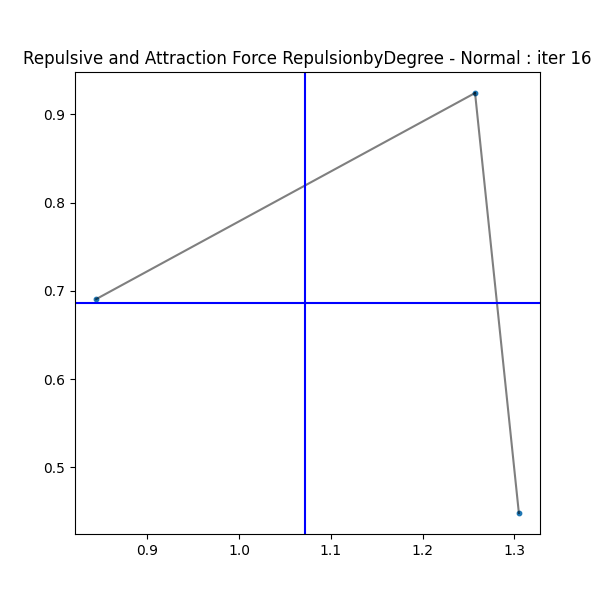 Repulsive and Attraction Force RepulsionbyDegree - Normal : iter 16
0.9
0.8
0.7
0.6
0.5
0.9 1.0 1.1 1.2 1.3